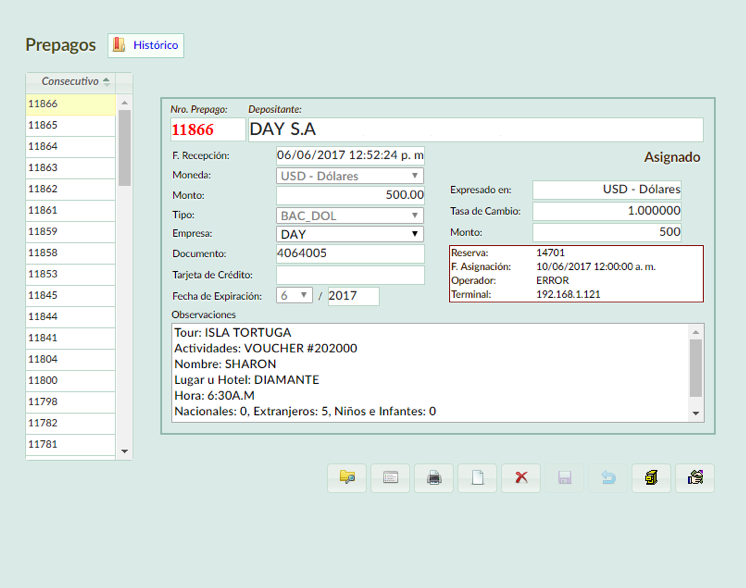 Prepagos Histórico
Consecutivo
11866
11865
11864
11863
11862
11861
11859
11858
11853
11845
11844
11841
11804
11800
11798
11782
11781
Nro. Prepago: Depositante:
11866 DAY S.A
F. Recepción: 06/06/2017 12:52:24 p. m
Asignado
Moneda: USD - Dólares
Monto: 500.00
Tipo: BAC_DOL
Empresa: DAY
Documento: 4064005
Tarjeta de Crédito:
Fecha de Expiración: 6 / 2017
Expresado en: USD - Dólares
Tasa de Cambio: 1.000000
Monto: 500
Reserva: 14701
F. Asignación: 10/06/2017 12:00:00 a. m.
Operador: ERROR
Terminal: 192.168.1.121
Observaciones
Tour: ISLA TORTUGA
Actividades: VOUCHER #202000
Nombre: SHARON
Lugar u Hotel: DIAMANTE
Hora: 6:30A.M
Nacionales: 0, Extranjeros: 5, Niños e Infantes: 0